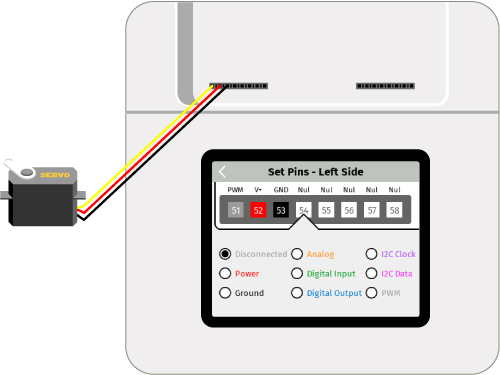 Set Pins - Left Side
PWM V+ GND Nul Nul Nul Nul Nul
51 52 53 54 55 56 57 58
SERVO
Disconnected Analog I2C Clock
Power Digital Input I2C Data
Ground Digital Output PWM